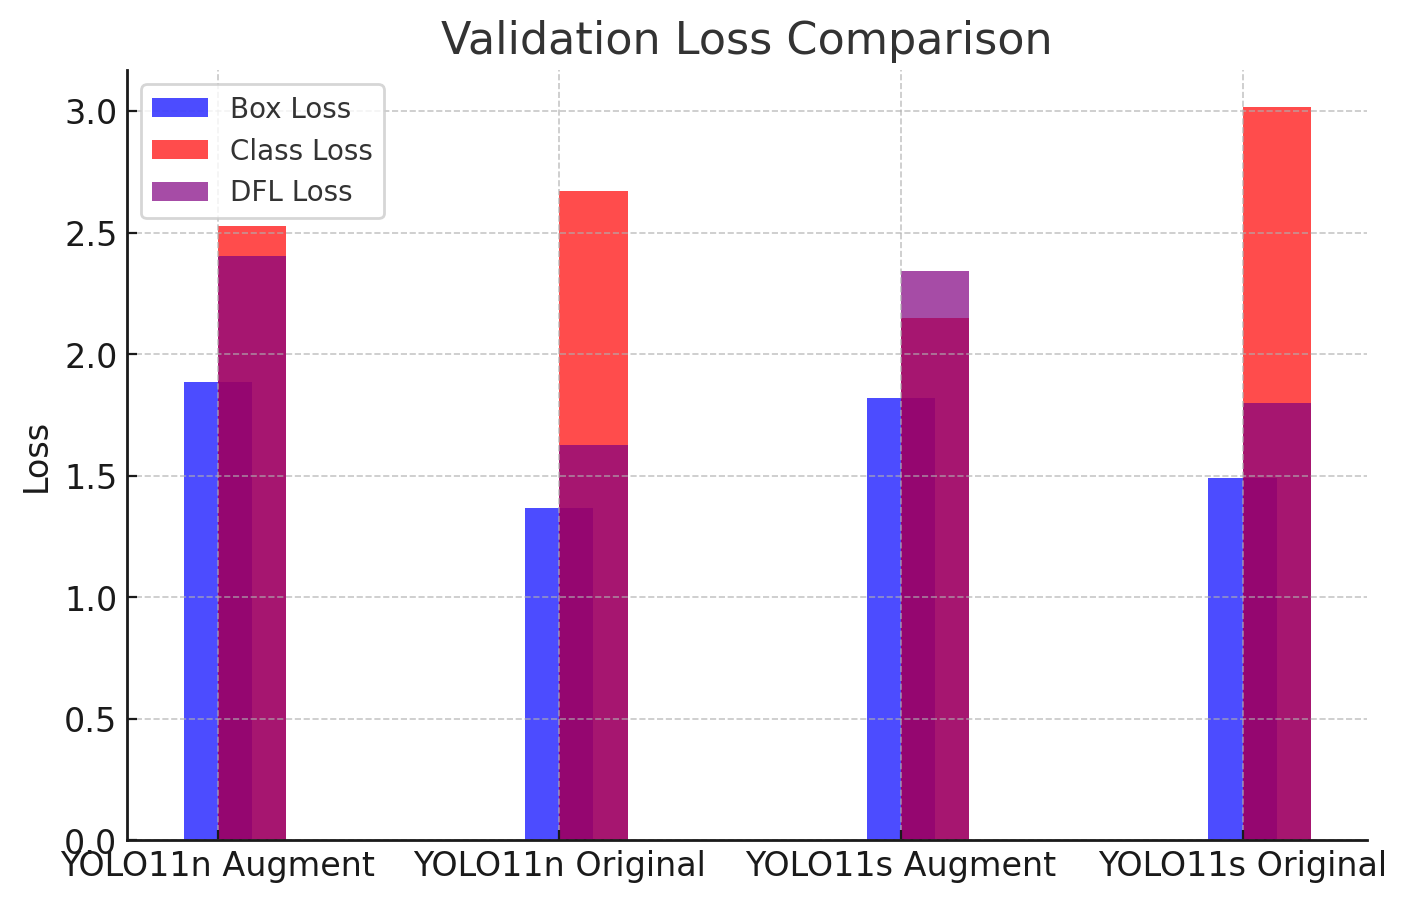 Validation Loss Comparison
Box Loss
Class Loss
DFL Loss
Loss
3.0
2.5
2.0
1.5
1.0
0.5
0.0
YOLO11n Augment
YOLO11n Original
YOLO11s Augment
YOLO11s Original